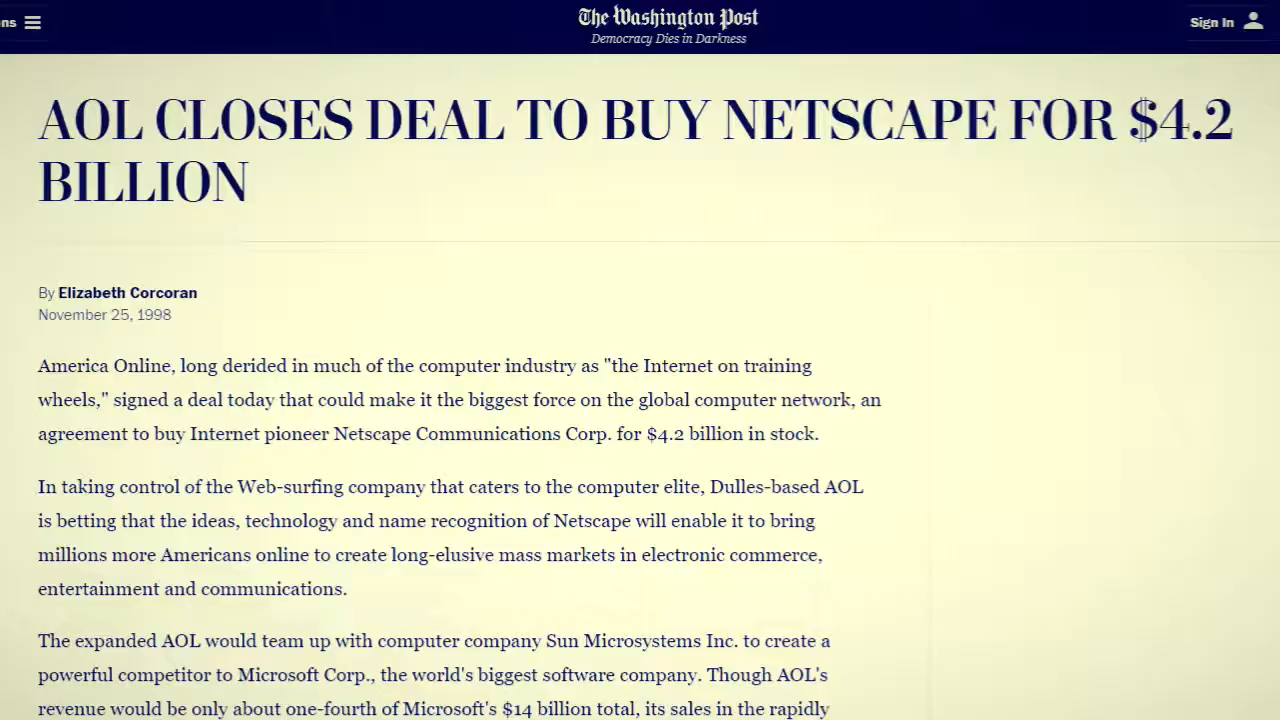 ns
The Washington Post
Democracy Dies in Darkness
Sign In
AOL CLOSES DEAL TO BUY NETSCAPE FOR $4.2
BILLION
By Elizabeth Corcoran
November 25, 1998
America Online, long derided in much of the computer industry as "the Internet on training
wheels," signed a deal today that could make it the biggest force on the global computer network, an
agreement to buy Internet pioneer Netscape Communications Corp. for $4.2 billion in stock.
In taking control of the Web-surfing company that caters to the computer elite, Dulles-based AOL
is betting that the ideas, technology and name recognition of Netscape will enable it to bring
millions more Americans online to create long-elusive mass markets in electronic commerce,
entertainment and communications.
The expanded AOL would team up with computer company Sun Microsystems Inc. to create a
powerful competitor to Microsoft Corp., the world's biggest software company. Though AOL's
revenue would be only about one-fourth of Microsoft's $14 billion total, its sales in the rapidly